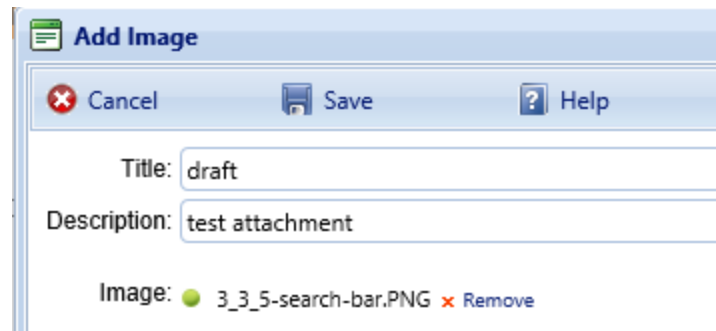 Add Image
Cancel Save Help
Title: draft
Description: test attachment
Image: 3_3_5-search-bar.PNG Remove